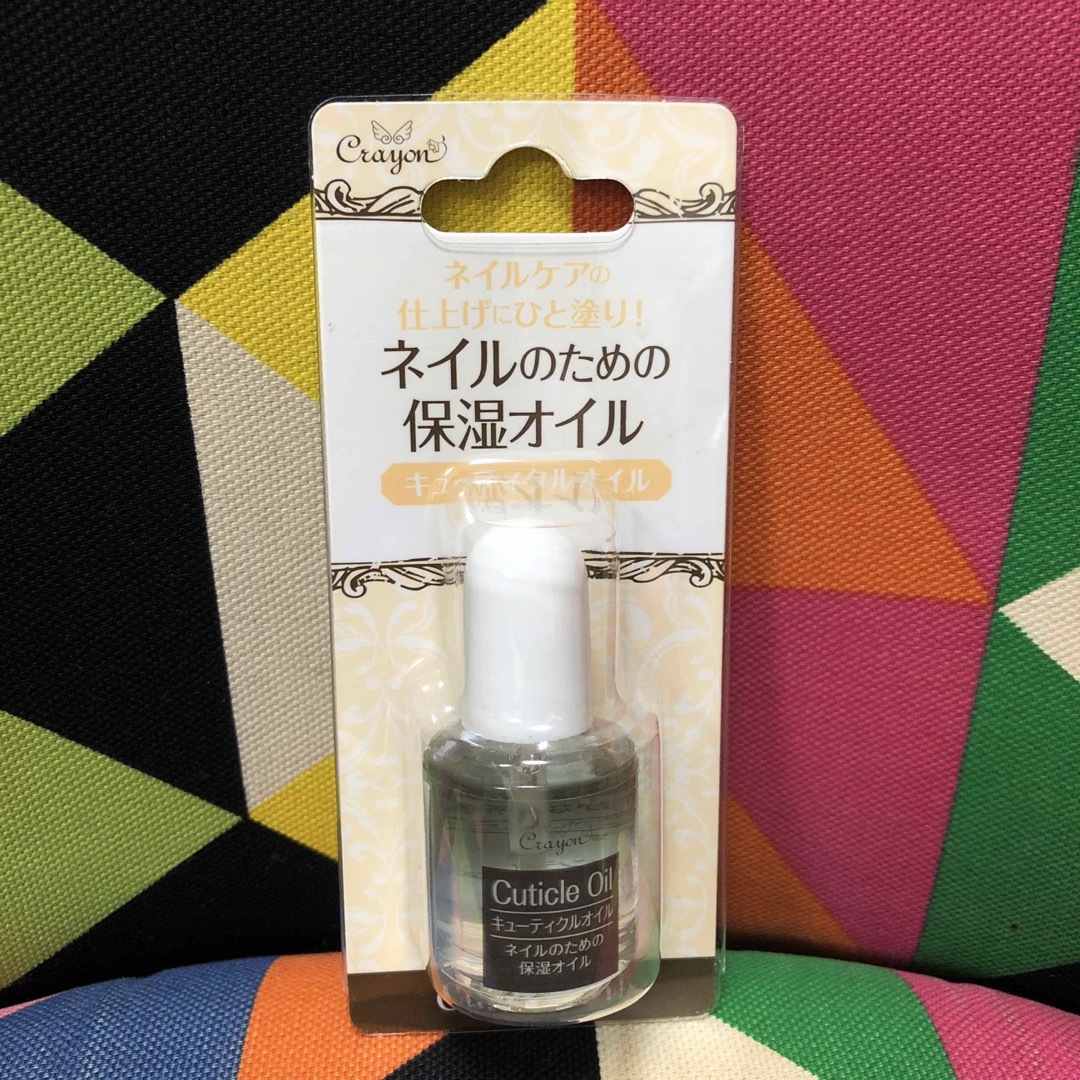 Crayon
ネイルケアの
仕上げにひと塗り!
ネイルのための
保湿オイル
キューティクルオイル
Crayon
Cuticle Oil
キューティクルオイル
ネイルのための
保湿オイル